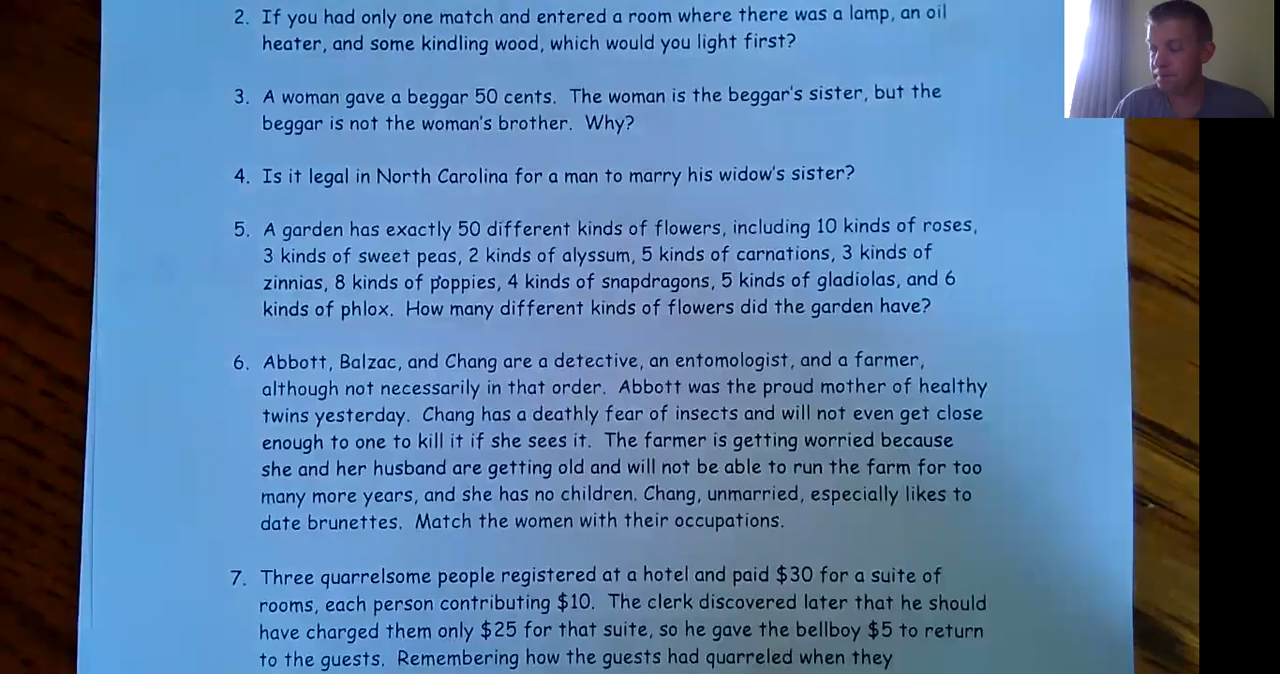 2. If you had only one match and entered a room where there was a lamp, an oil
heater, and some kindling wood, which would you light first?
3. A woman gave a beggar 50 cents. The woman is the beggar's sister, but the
beggar is not the woman's brother. Why?
4. Is it legal in North Carolina for a man to marry his widow's sister?
5. A garden has exactly 50 different kinds of flowers, including 10 kinds of roses,
3 kinds of sweet peas, 2 kinds of alyssum, 5 kinds of carnations, 3 kinds of
zinnias, 8 kinds of poppies, 4 kinds of snapdragons, 5 kinds of gladiolas, and 6
kinds of phlox. How many different kinds of flowers did the garden have?
6. Abbott, Balzac, and Chang are a detective, an entomologist, and a farmer,
although not necessarily in that order. Abbott was the proud mother of healthy
twins yesterday. Chang has a deathly fear of insects and will not even get close
enough to one to kill it if she sees it. The farmer is getting worried because
she and her husband are getting old and will not be able to run the farm for too
many more years, and she has no children. Chang, unmarried, especially likes to
date brunettes. Match the women with their occupations.
7. Three quarrelsome people registered at a hotel and paid $30 for a suite of
rooms, each person contributing $10. The clerk discovered later that he should
have charged them only $25 for that suite, so he gave the bellboy $5 to return
to the guests. Remembering how the guests had quarreled when they